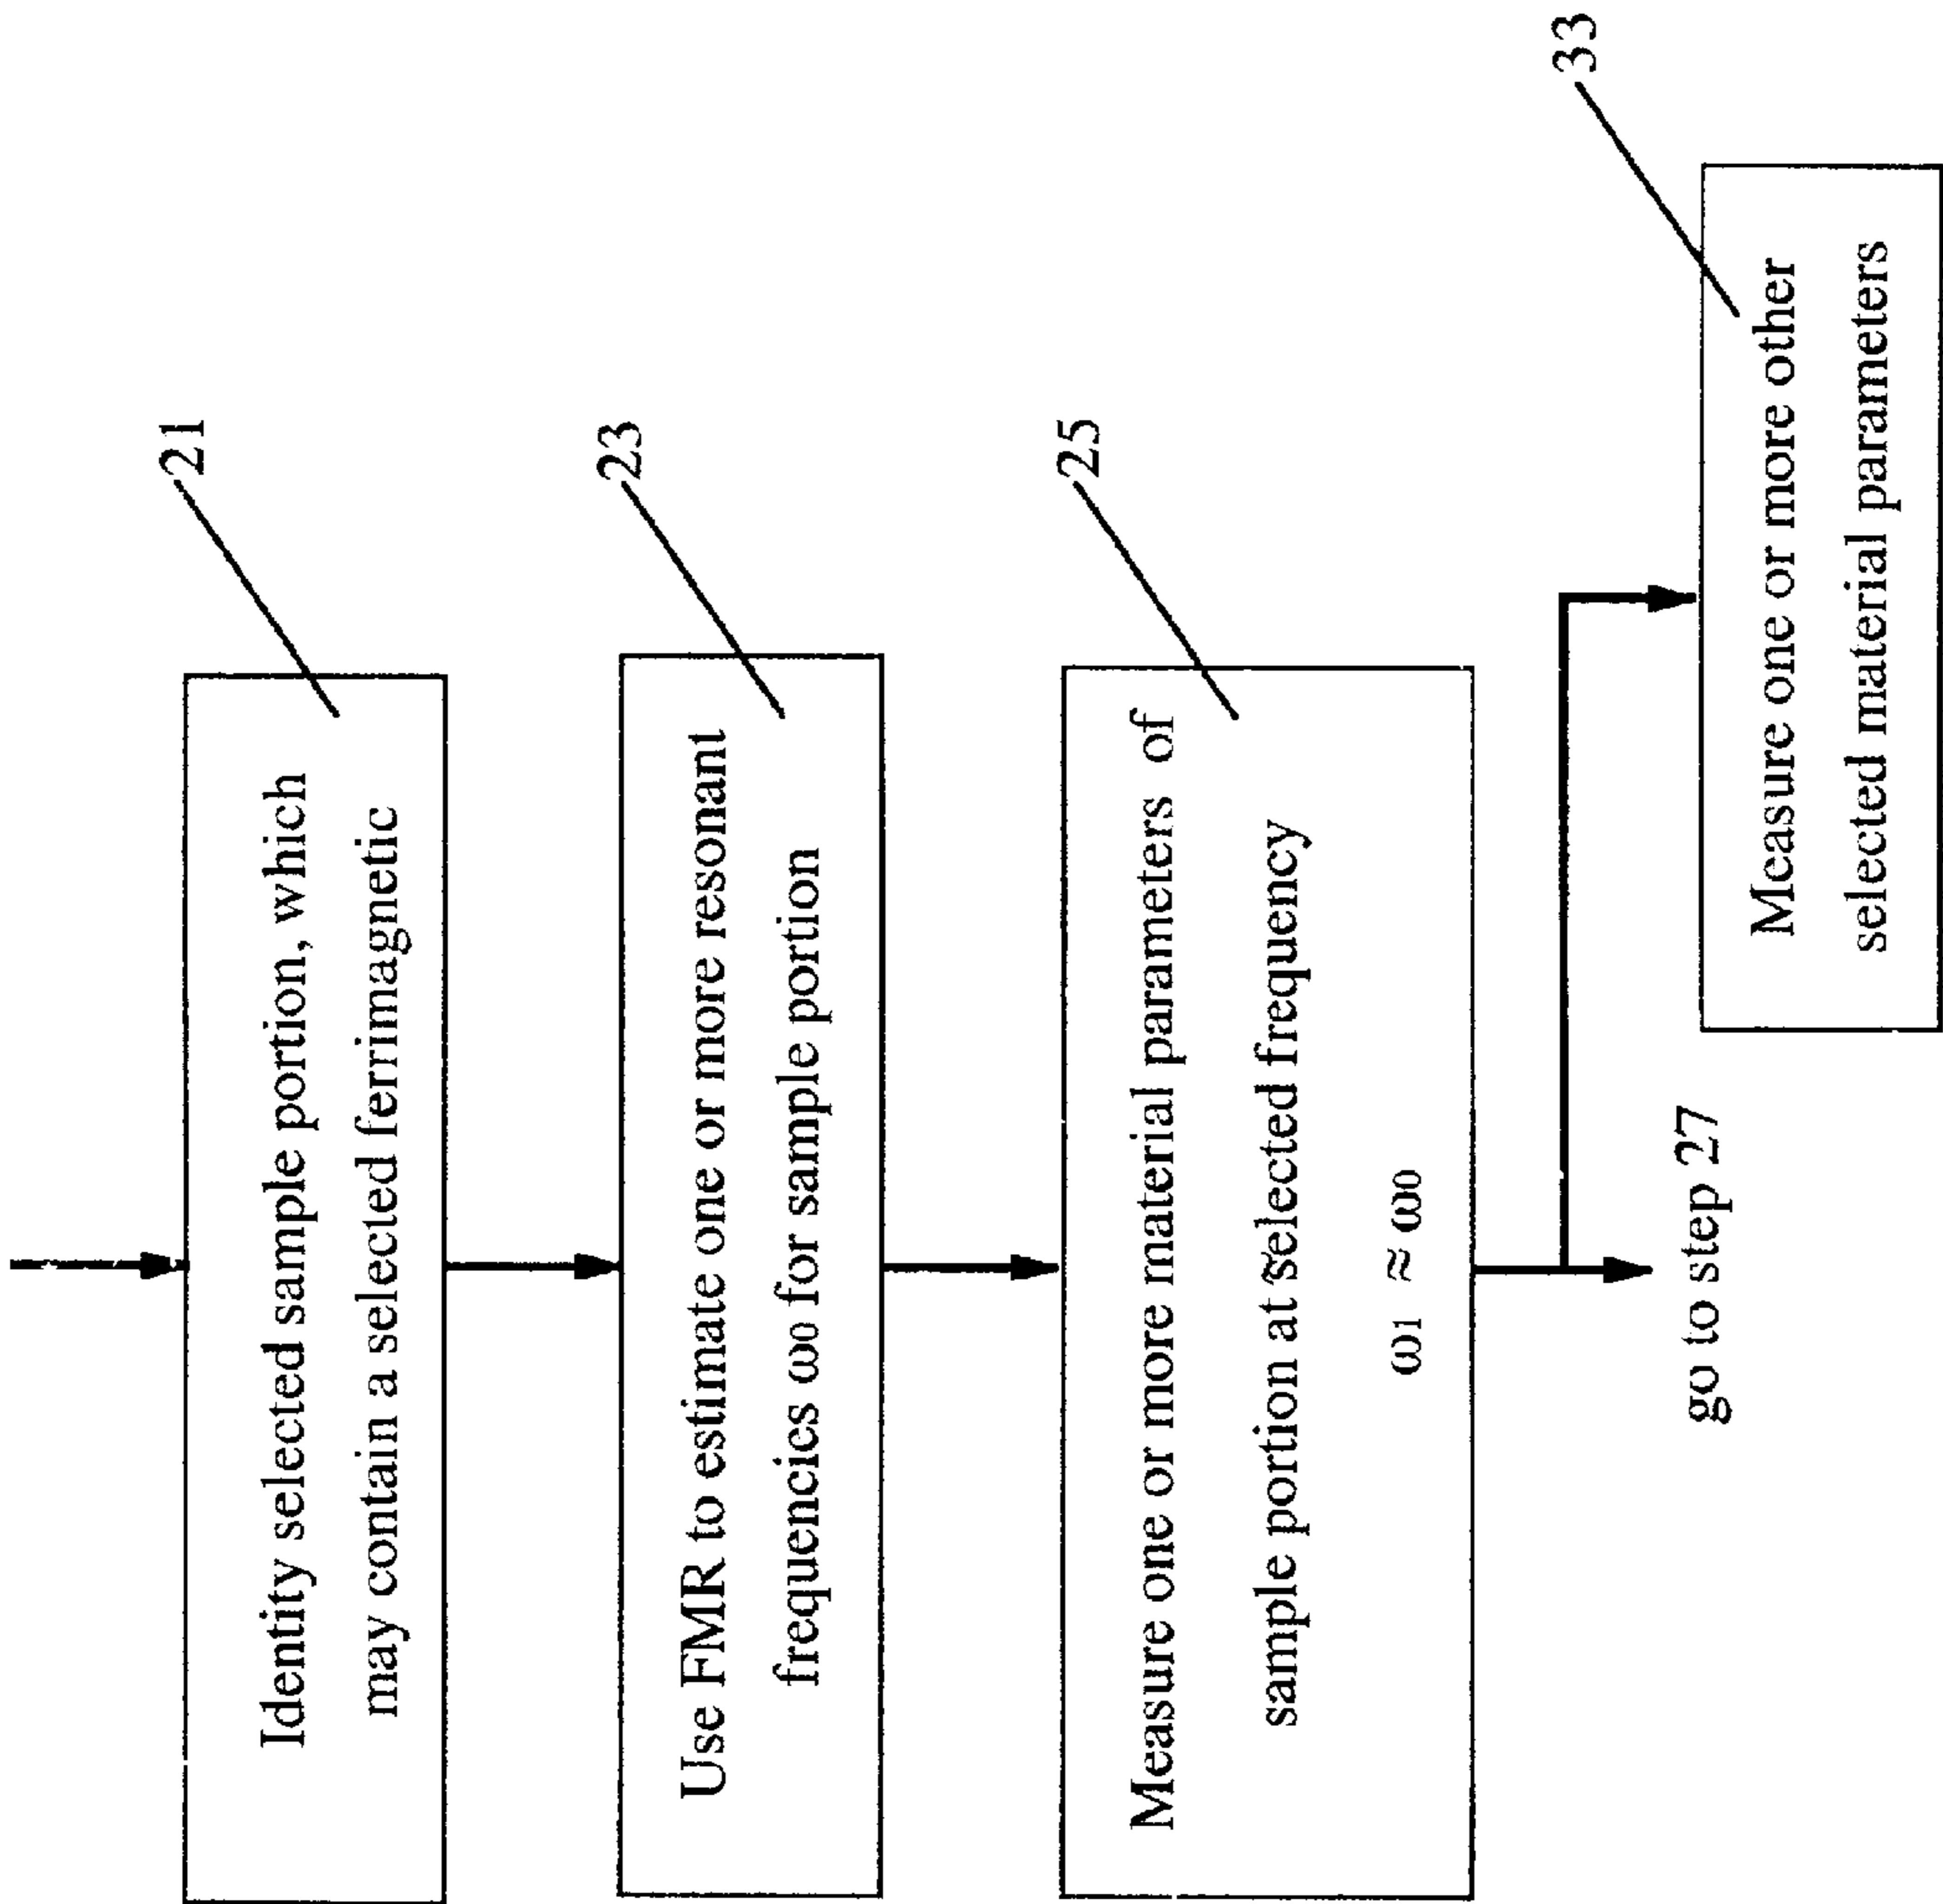 21
Identity selected sample portion, which
may contain a selected ferrimagnetic
23
Use FMR to estimate one or more resonant
frequencies ω0 for sample portion
25
Measure one or more material parameters of
sample portion at selected frequency
ω1 ≈ ω0
go to step 27
33
Measure one or more other
selected material parameters